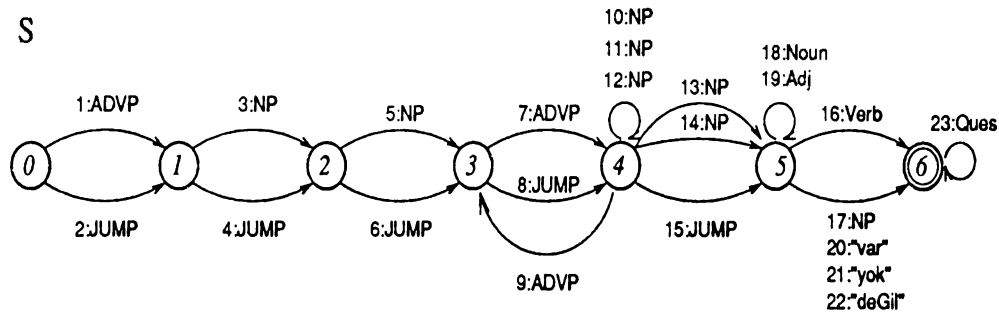 S
10:NP
11:NP
12:NP
18:Noun
19:Adj
1:ADVP
3:NP
5:NP
7:ADVP
13:NP
14:NP
16:Verb
23:Ques
0
1
2
3
4
5
6
2:JUMP
4:JUMP
6:JUMP
8:JUMP
15:JUMP
9:ADVP
17:NP
20:"var"
21:"yok"
22:"deGil"